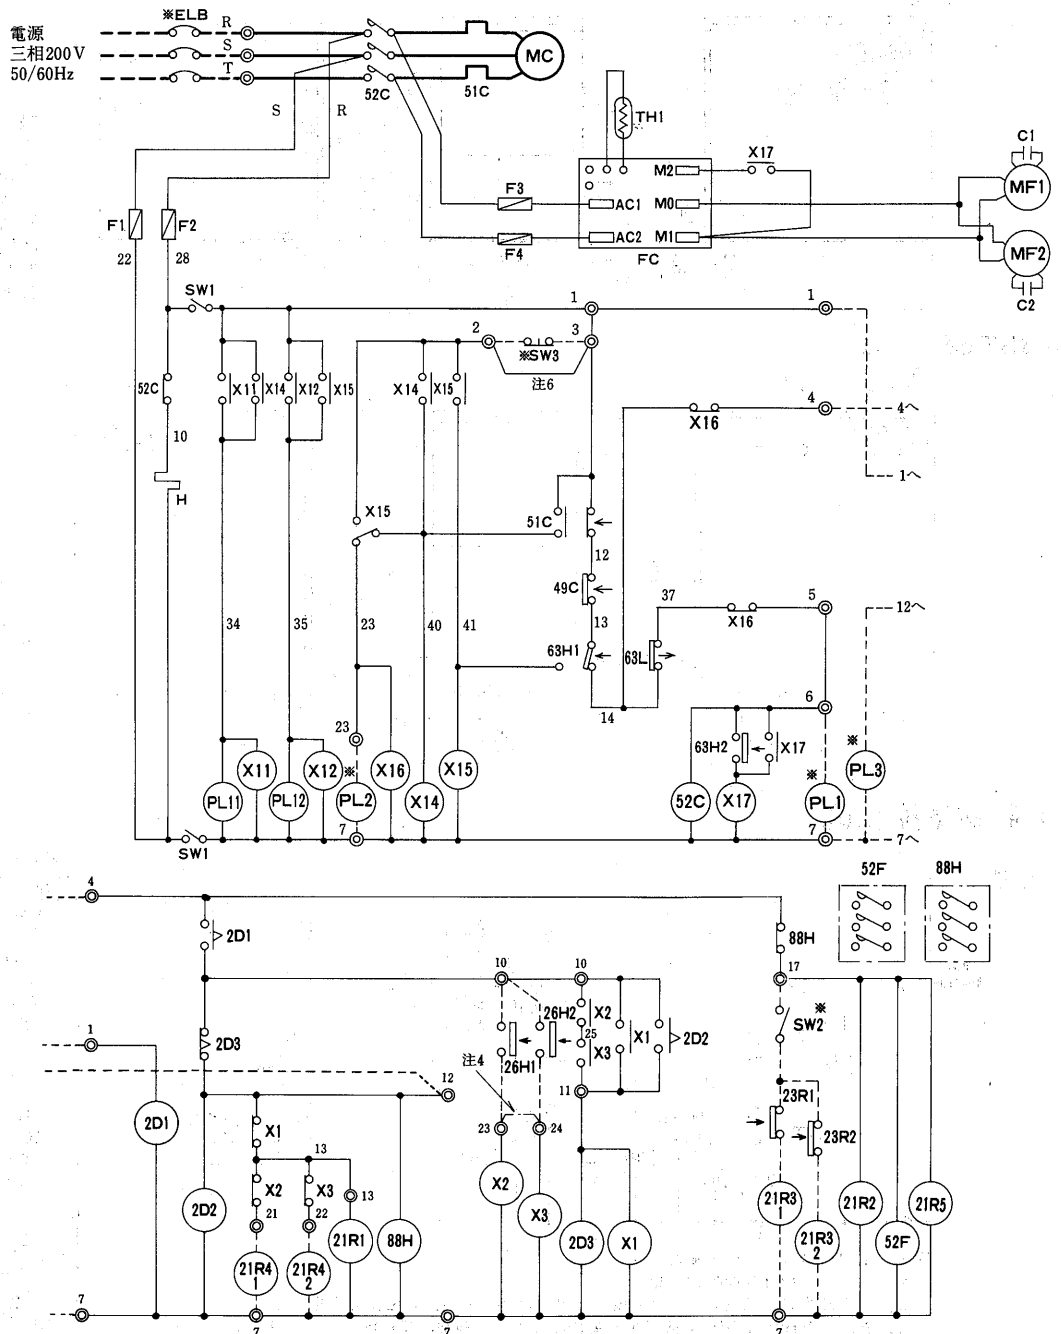 ※ELB
R
電源
S
三相200V
50/60Hz
T
MC
52C
51C
S
R
TH1
C1
X17
M2
MF1
F3
AC1
M0
F1
F2
AC2
M1
F4
FC
MF2
22
28
C2
SW1
1
1
2
3
※SW3
注6
52C
X11
X14
X12
X15
X14
X15
4
4へ
X16
10
1へ
H
X15
51C
12
49C
37
5
12へ
13
X16
34
35
23
40
41
63H1
63L
14
6
23
63H2
X17
※
※
※
PL3
X11
X12
X16
X15
PL11
PL12
PL2
X14
52C
X17
PL1
7
7
7へ
SW1
52F
88H
4
2D1
88H
10
10
17
26H2
X2
※
SW2
1
25
X1
2D3
26H1
X3
2D2
注4
12
11
23R1
2D1
X1
23
24
23R2
13
X2
X3
13
X2
2D2
21
22
X3
21R3
1
21R2
21R5
21R1
88H
2D3
X1
21R3
2
52F
21R4
1
21R4
2
7
7
7
7